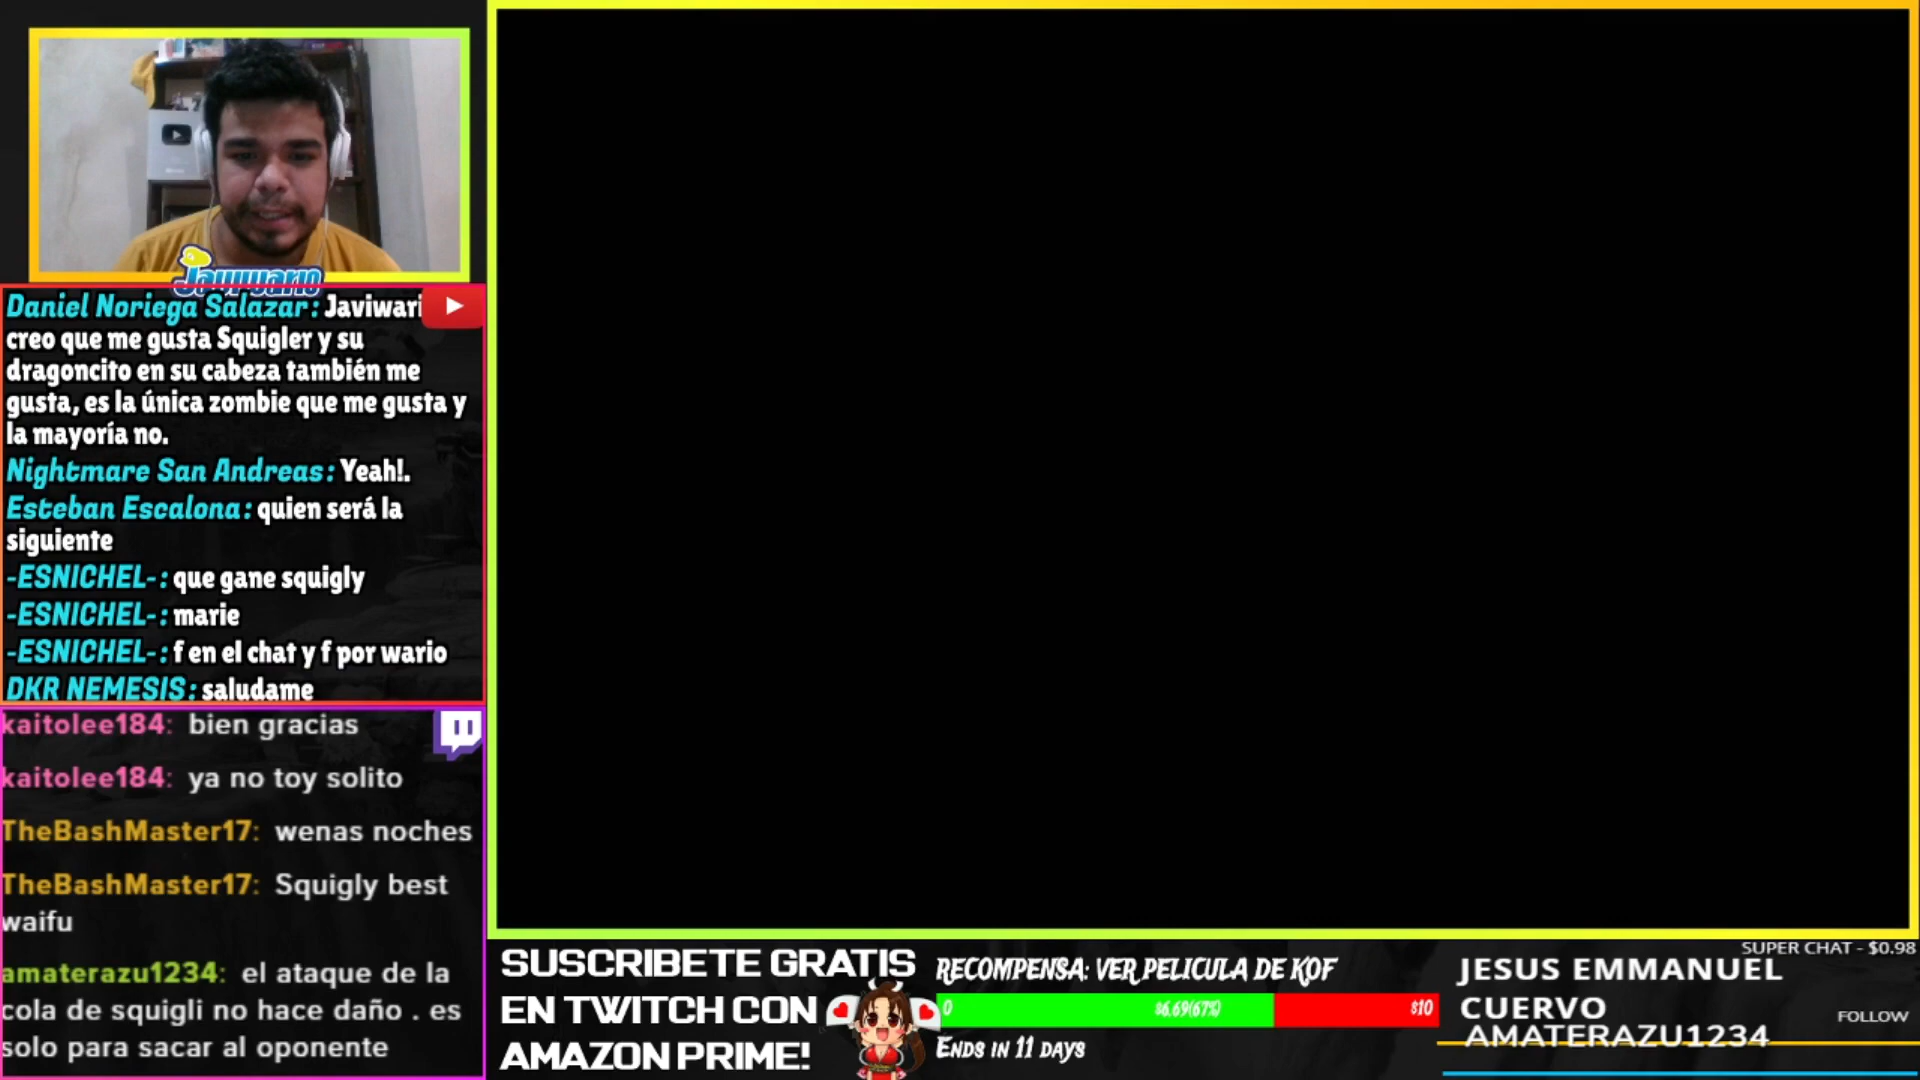 Javiwario
Daniel Noriega Salazar: Javiwari
creo que me gusta Squigler y su
dragoncito en su cabeza también me
gusta, es la única zombie que me gusta y
la mayoría no.
Nightmare San Andreas: Yeah!.
Esteban Escalona: quien será la
siguiente
-ESNICHEL-: que gane squigly
-ESNICHEL-: marie
-ESNICHEL-: f en el chat y f por wario
DKR NEMESIS: saludame
kaitolee184: bien gracias
kaitolee184: ya no toy solito
TheBashMaster17: wenas noches
TheBashMaster17: Squigly best
waifu
amaterazu1234: el ataque de la
cola de squigli no hace daño . es
solo para sacar al oponente
SUSCRIBETE GRATIS
EN TWITCH CON
AMAZON PRIME!
RECOMPENSA: VER PELICULA DE KOF
0 $6.69(67%) $10
ENDS IN 11 DAYS
SUPER CHAT - $0.98
JESUS EMMANUEL
CUERVO
FOLLOW
AMATERAZU1234